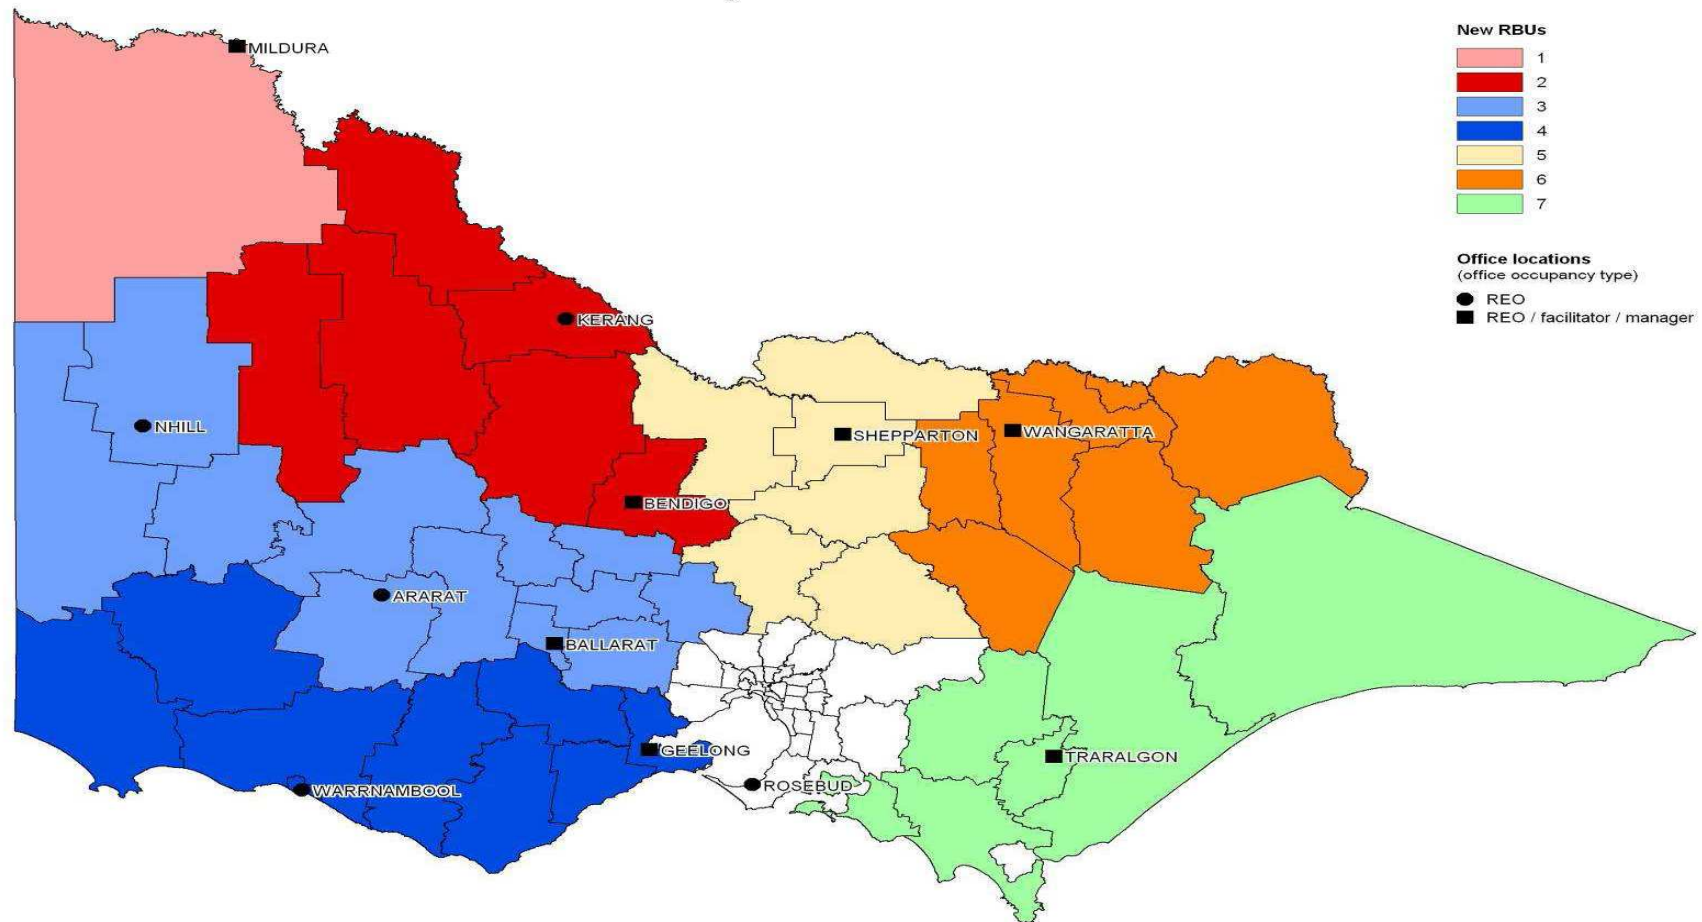 MILDURA
KERANG
NHILL
SHEPPARTON
WANGARATTA
BENDIGO
ARARAT
BALLARAT
GEELONG
TRARALGON
WARRNAMBOOL
ROSEBUD
New RBUs
1
2
3
4
5
6
7
Office locations
(office occupancy type)
REO
REO / facilitator / manager